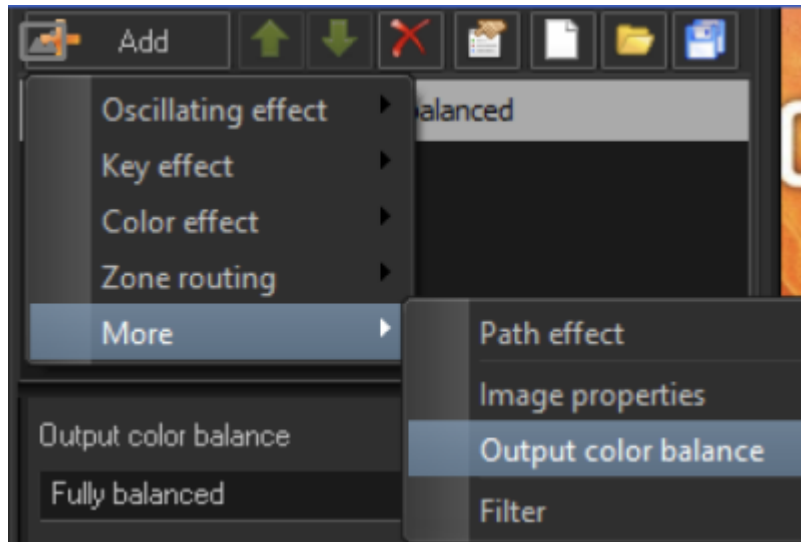 Add
Oscillating effect
alanced
Key effect
Color effect
Zone routing
More
Path effect
Image properties
Output color balance
Filter
Output color balance
Fully balanced